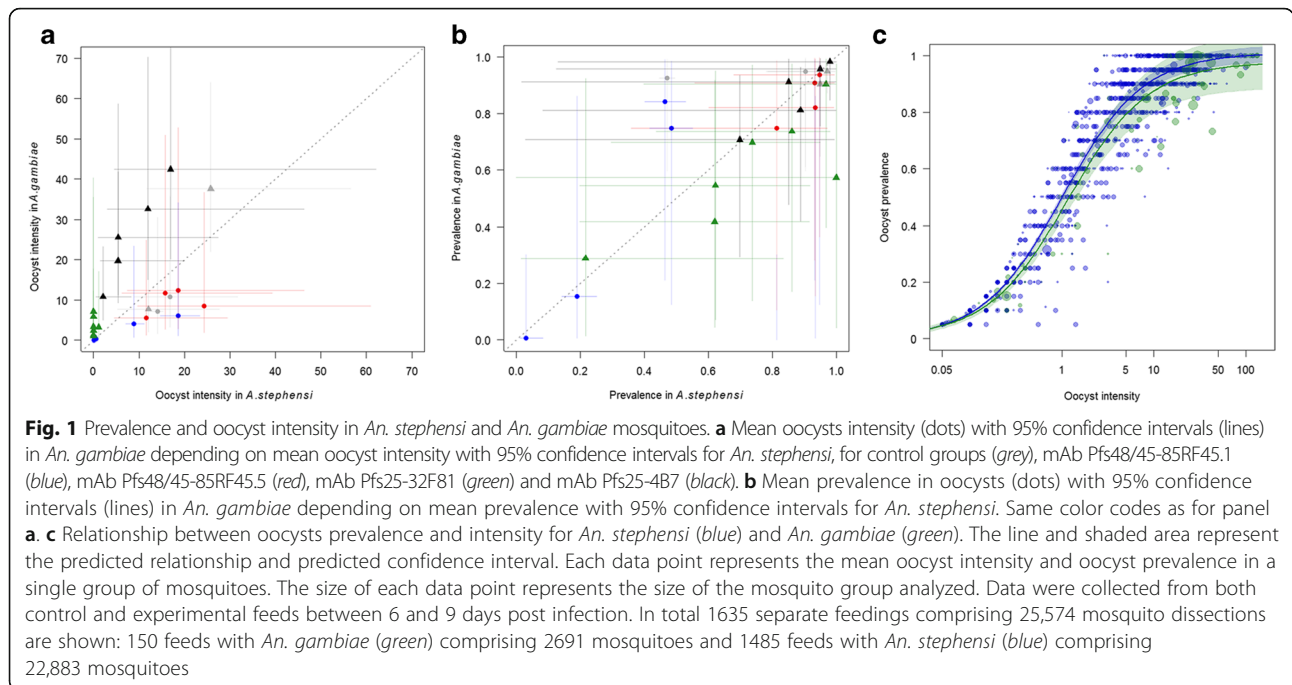 a
b
c
70
60
50
40
30
20
10
0
Oocyst intensity in A.gambiae
0
10
20
30
40
50
60
70
Oocyst intensity in A.stephensi
1.0
0.8
0.6
0.4
0.2
0.0
Prevalence in A.gambiae
0.0
0.2
0.4
0.6
0.8
1.0
Prevalence in A.stephensi
1
0.8
0.6
0.4
0.2
0
Oocyst prevalence
0.05
1
5
10
50
100
Oocyst intensity
Fig. 1 Prevalence and oocyst intensity in An. stephensi and An. gambiae mosquitoes. a Mean oocysts intensity (dots) with 95% confidence intervals (lines)
in An. gambiae depending on mean oocyst intensity with 95% confidence intervals for An. stephensi, for control groups (grey), mAb Pfs48/45-85RF45.1
(blue), mAb Pfs48/45-85RF45.5 (red), mAb Pfs25-32F81 (green) and mAb Pfs25-4B7 (black). b Mean prevalence in oocysts (dots) with 95% confidence
intervals (lines) in An. gambiae depending on mean prevalence with 95% confidence intervals for An. stephensi. Same color codes as for panel
a. c Relationship between oocysts prevalence and intensity for An. stephensi (blue) and An. gambiae (green). The line and shaded area represent
the predicted relationship and predicted confidence interval. Each data point represents the mean oocyst intensity and oocyst prevalence in a
single group of mosquitoes. The size of each data point represents the size of the mosquito group analyzed. Data were collected from both
control and experimental feeds between 6 and 9 days post infection. In total 1635 separate feedings comprising 25,574 mosquito dissections
are shown: 150 feeds with An. gambiae (green) comprising 2691 mosquitoes and 1485 feeds with An. stephensi (blue) comprising
22,883 mosquitoes